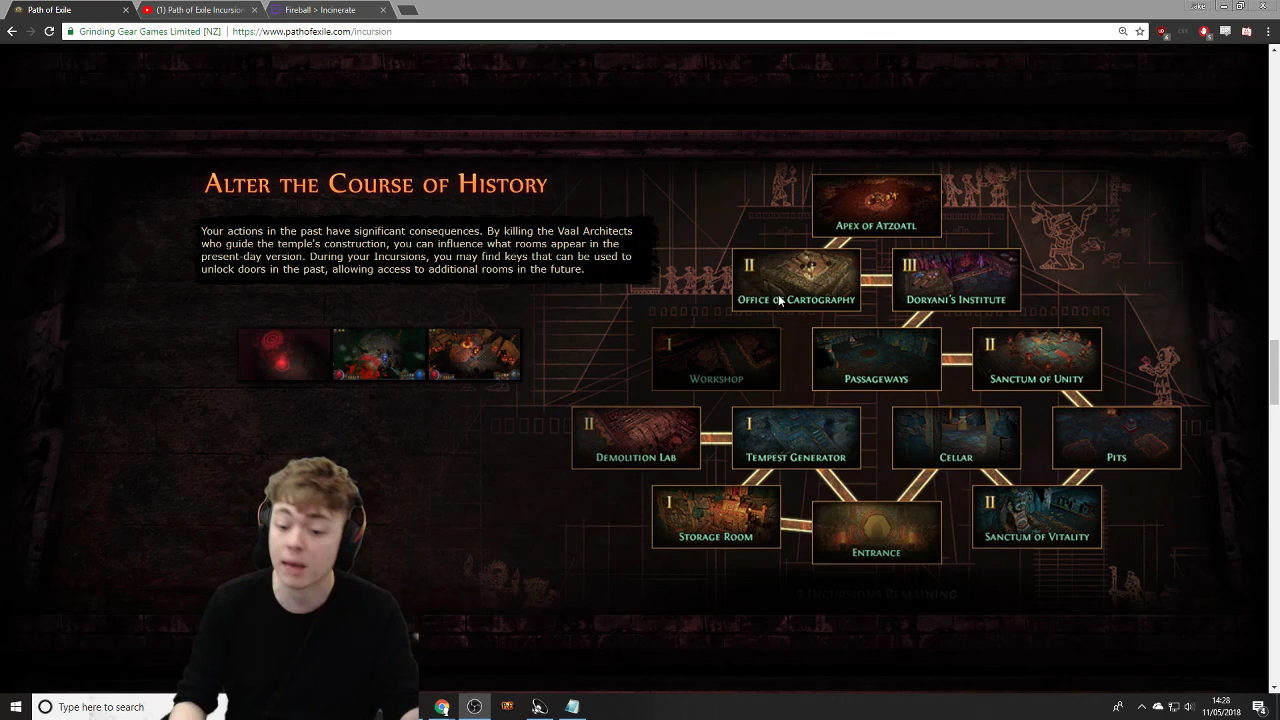 Path of Exile
(1) Path of Exile Incursion
Fireball > Incinerate
Jake
Grinding Gear Games Limited [NZ] | https://www.pathofexile.com/incursion
Alter the Course of History
Your actions in the past have significant consequences. By killing the Vaal Architects
who guide the temple's construction, you can influence what rooms appear in the
present-day version. During your Incursions, you may find keys that can be used to
unlock doors in the past, allowing access to additional rooms in the future.
Apex of Atzoatl
II
Office of Cartography
III
Doryani's Institute
I
Workshop
Passageways
II
Sanctum of Unity
II
Demolition Lab
I
Tempest Generator
Cellar
Pits
I
Storage Room
Entrance
II
Sanctum of Vitality
7 Incursions Remaining
Type here to search
14:28
11/05/2018